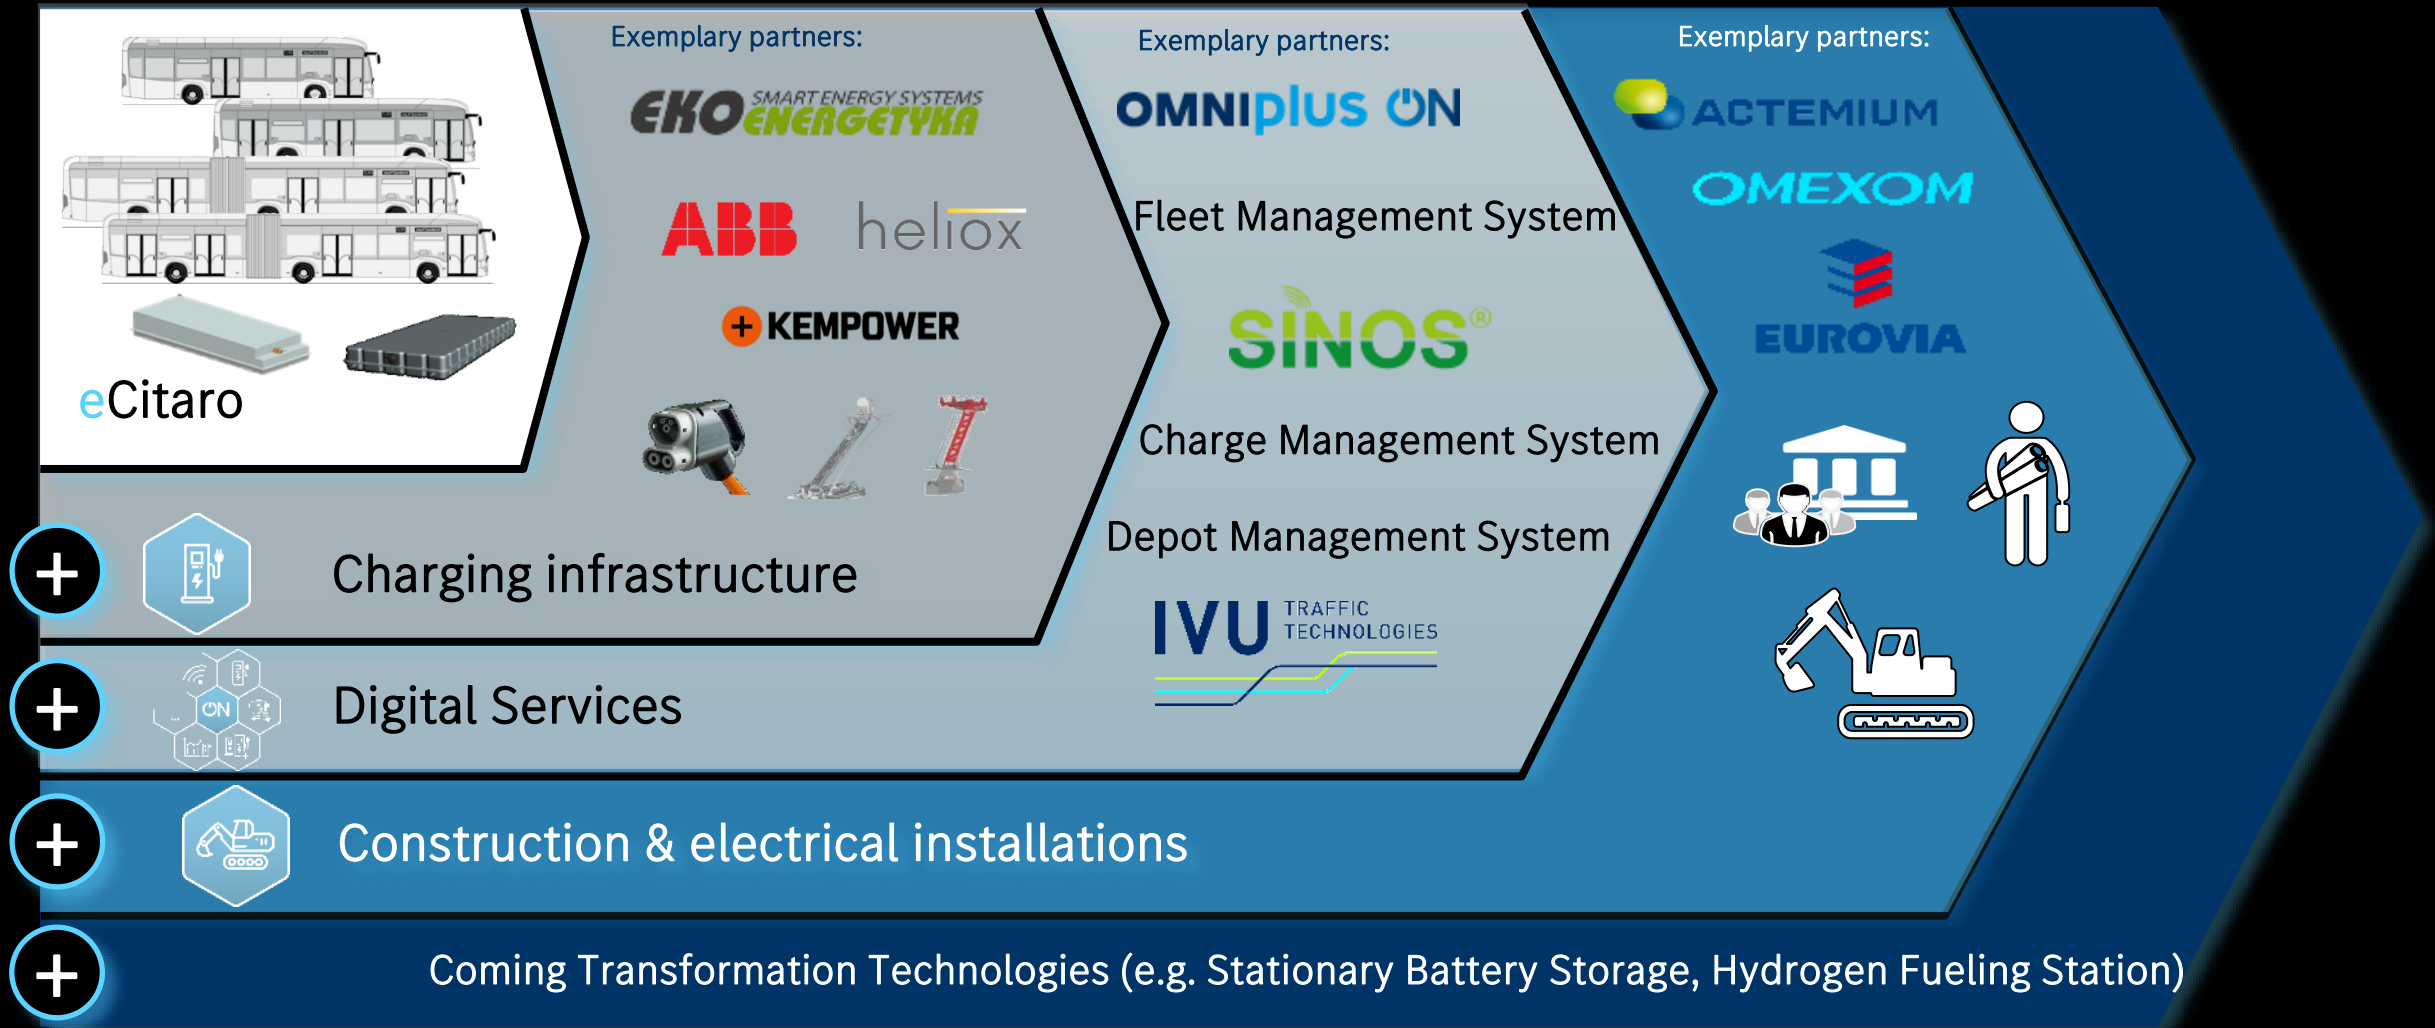 eCitaro
Exemplary partners:
EKO SMART ENERGY SYSTEMS
ENERGETYKA
ABB
heliox
KEMPOWER
Charging infrastructure
Exemplary partners:
OMNIplus ON
Fleet Management System
SINOS®
Charge Management System
Depot Management System
IVU TRAFFIC
TECHNOLOGIES
ON
Digital Services
Exemplary partners:
ACTEMIUM
OMEXOM
EUROVIA
Construction & electrical installations
Coming Transformation Technologies (e.g. Stationary Battery Storage, Hydrogen Fueling Station)